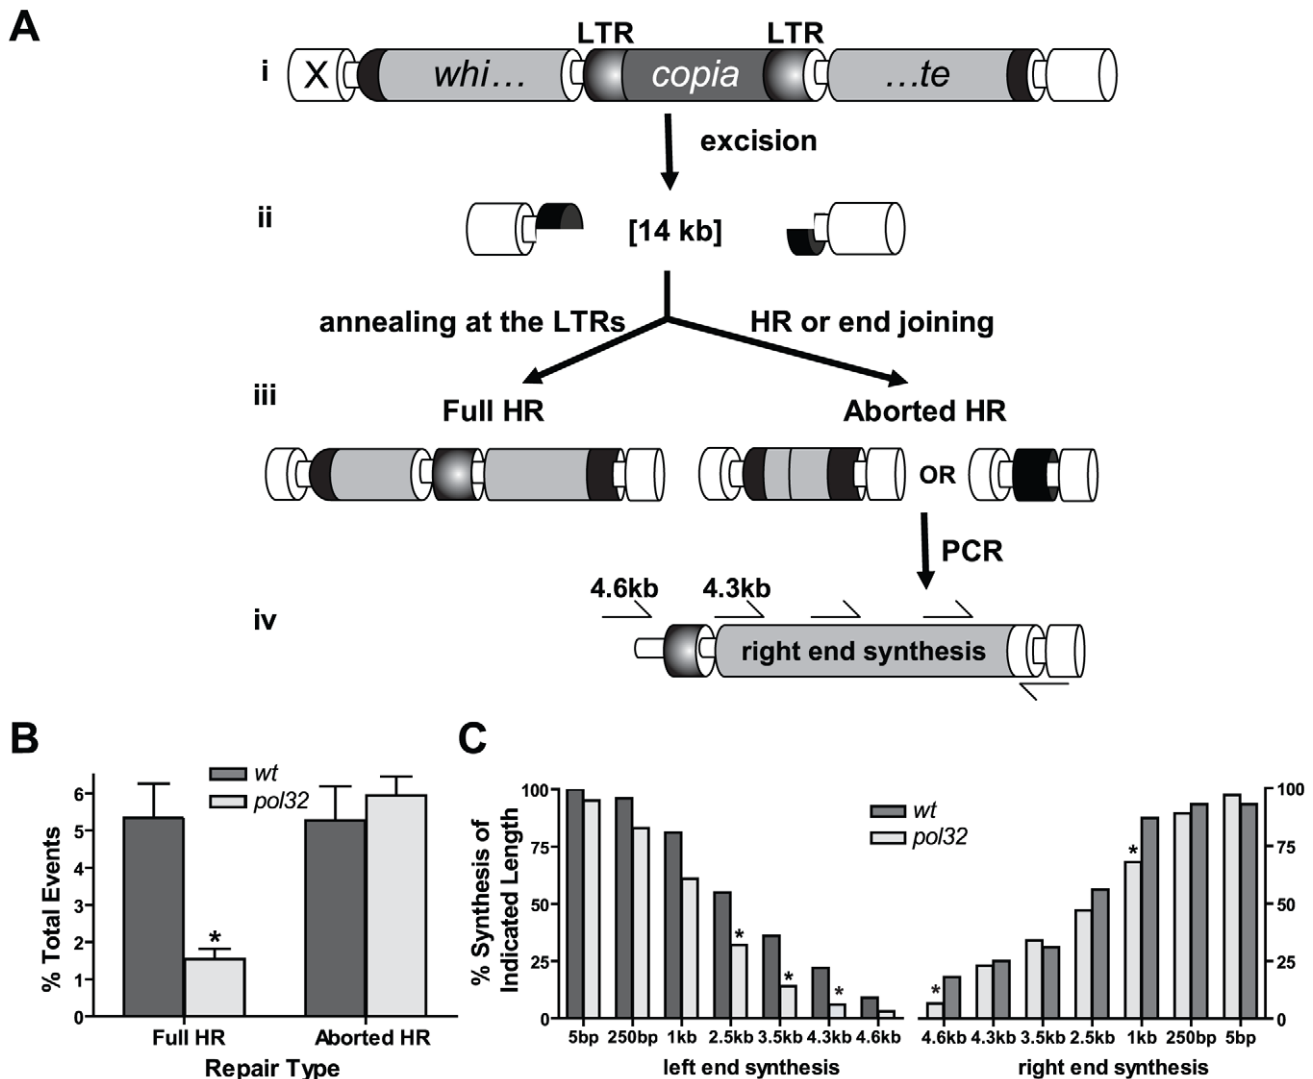 A
LTR LTR
i X whi... copia ...te
excision
ii [14 kb]
annealing at the LTRs HR or end joining
iii
Full HR Aborted HR
OR
PCR
4.6kb 4.3kb
iv right end synthesis
B
% Total Events
6
5
4
3
2
1
0
wt
pol32
*
Full HR Aborted HR
Repair Type
C
% Synthesis of
Indicated Length
100
75
50
25
0
wt
pol32
* * *
* *
100
75
50
25
0
5bp 250bp 1kb 2.5kb 3.5kb 4.3kb 4.6kb
4.6kb 4.3kb 3.5kb 2.5kb 1kb 250bp 5bp
left end synthesis right end synthesis